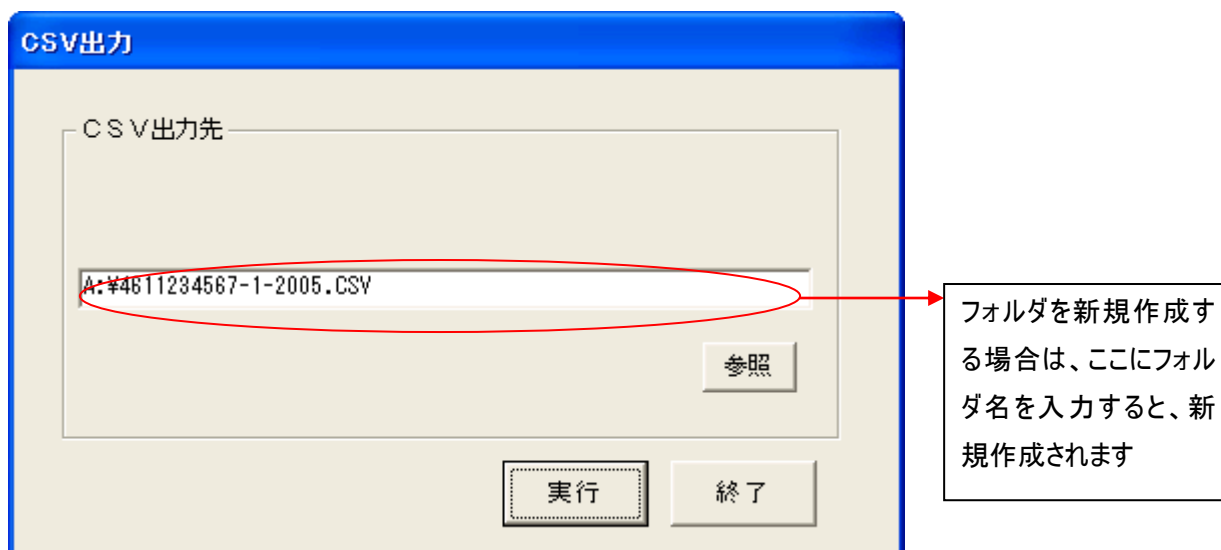 CSV出力
ＣＳＶ出力先
A:¥4611234567-1-2005.CSV
参照
実行
終了
フォルダを新規作成す
る場合は、ここにフォル
ダ名を入力すると、新
規作成されます